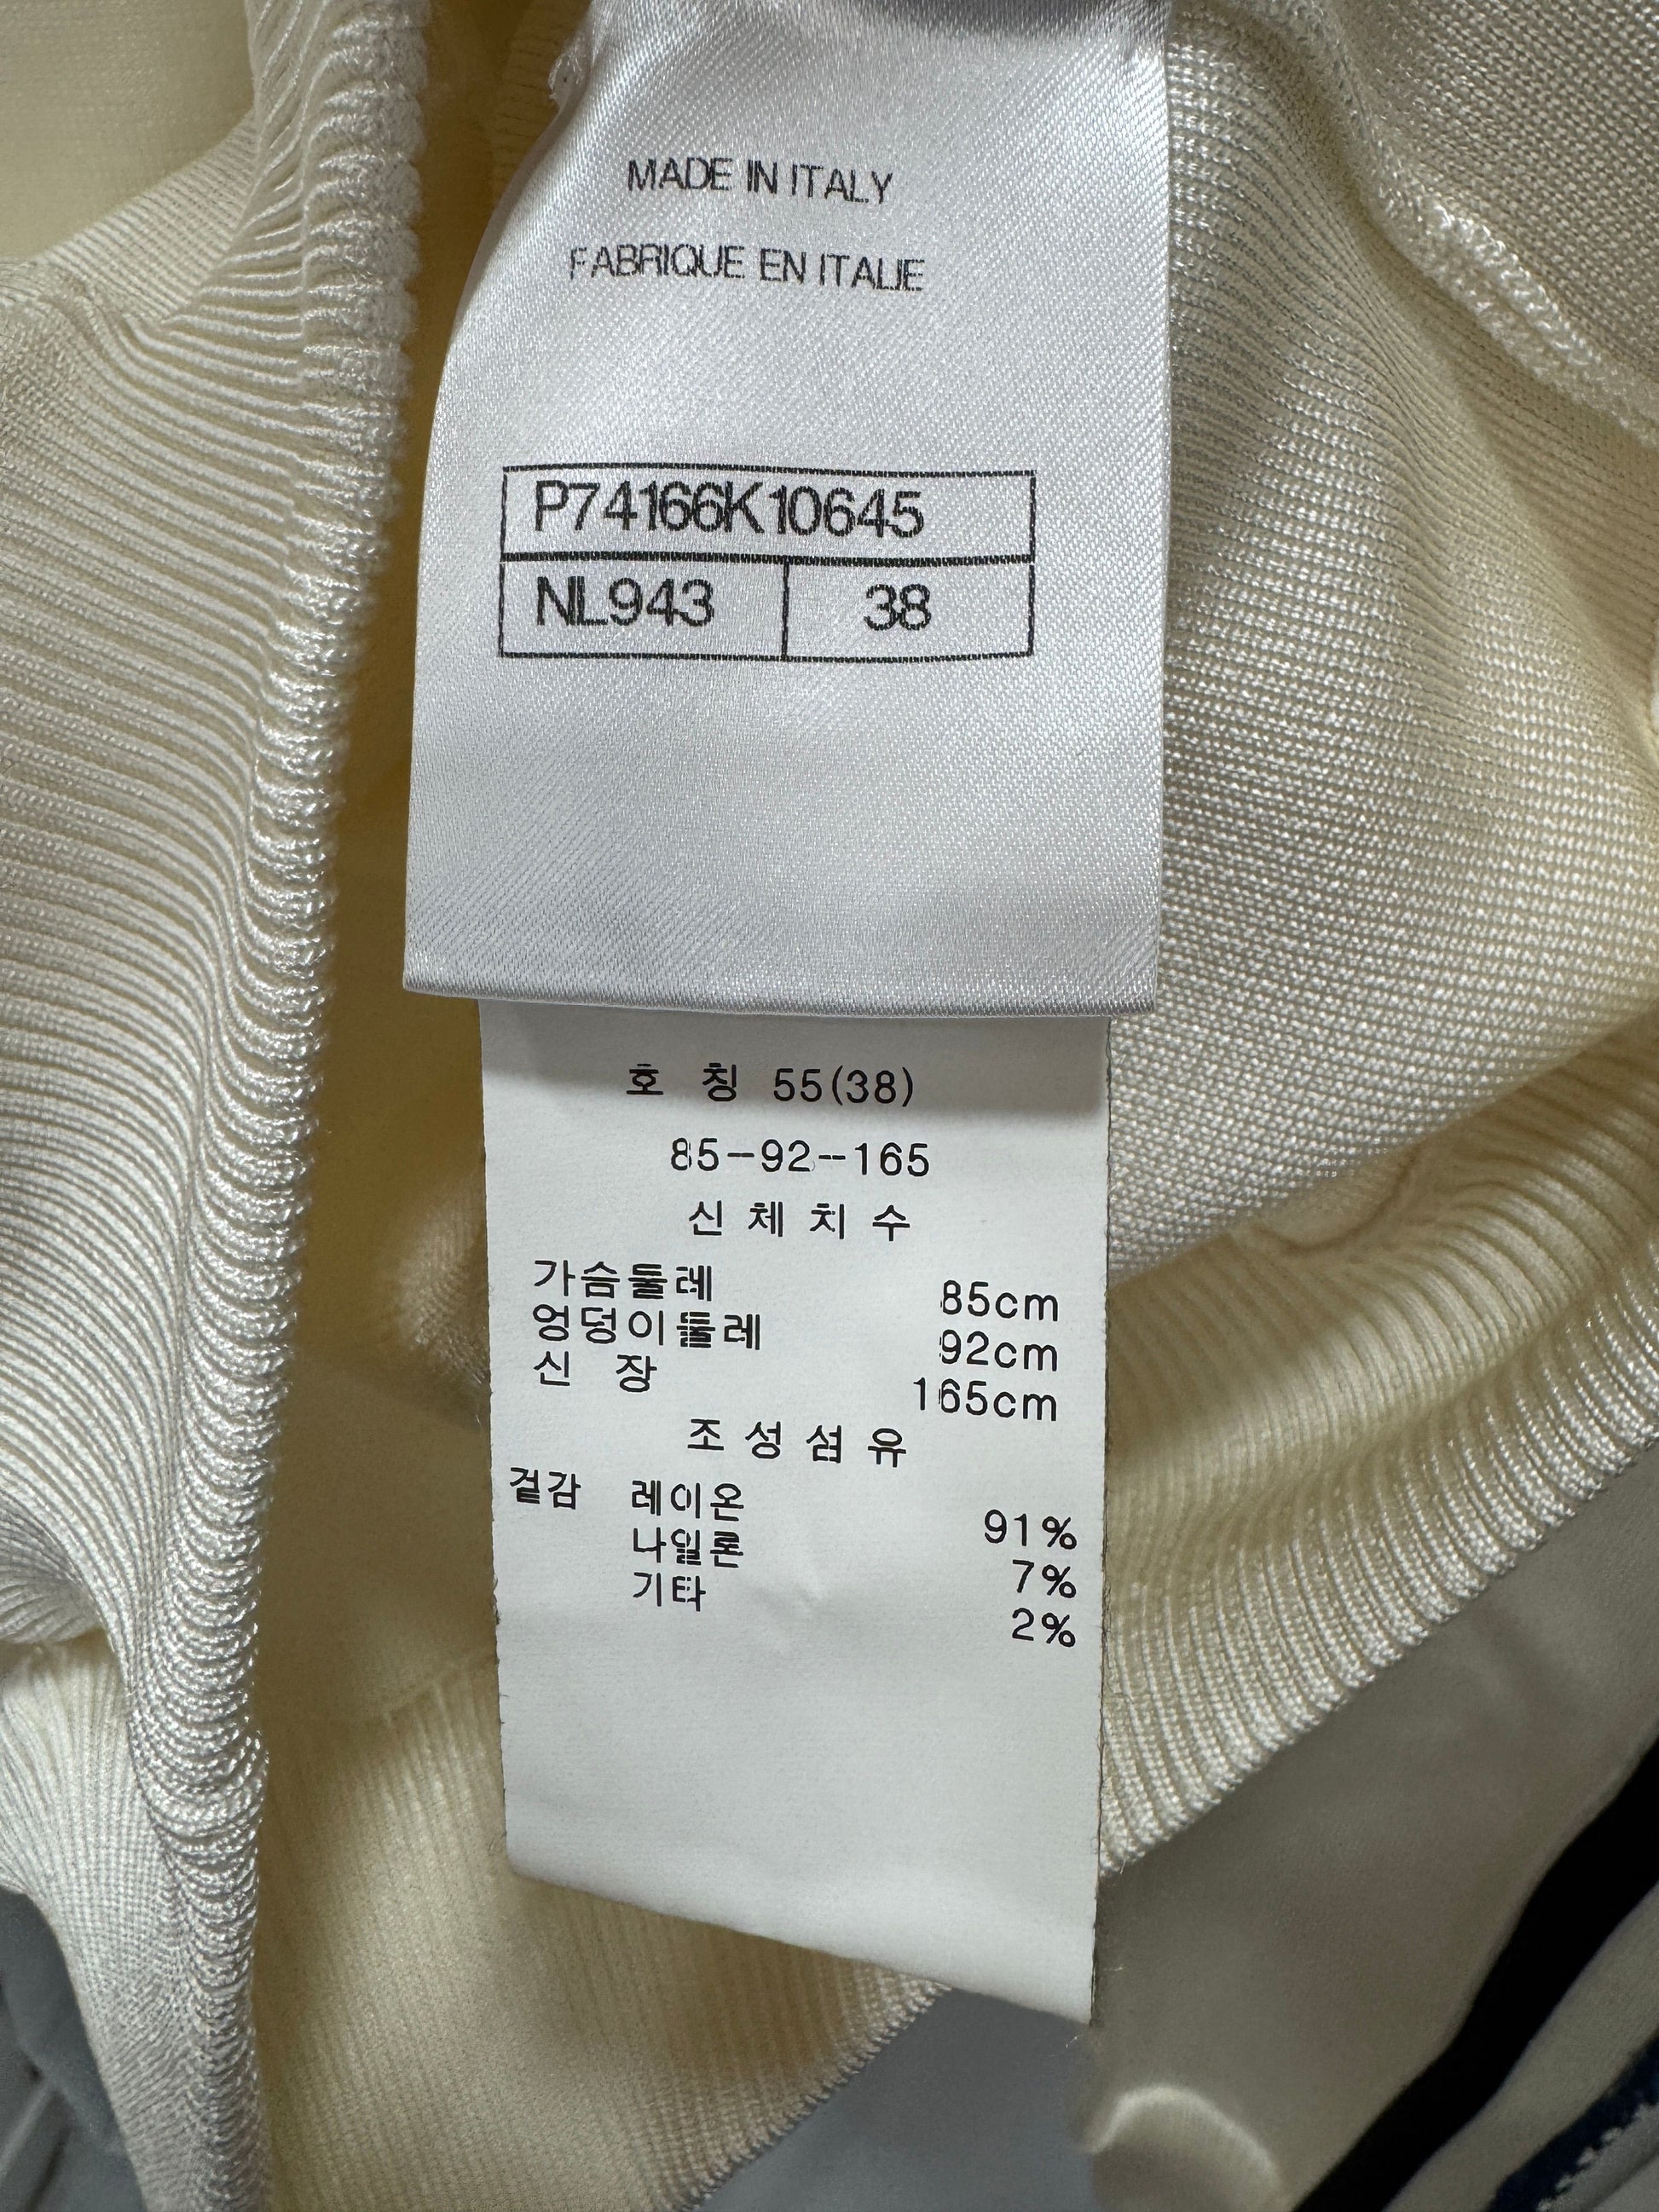 MADE IN ITALY
FABRIQUE EN ITALIE
P74166K10645
NL943 38
호 칭 55(38)
85-92-165
신체치수
가슴둘레 85cm
엉덩이둘레 92cm
신 장 165cm
조성섬유
겉감 레이온 91%
나일론 7%
기타 2%